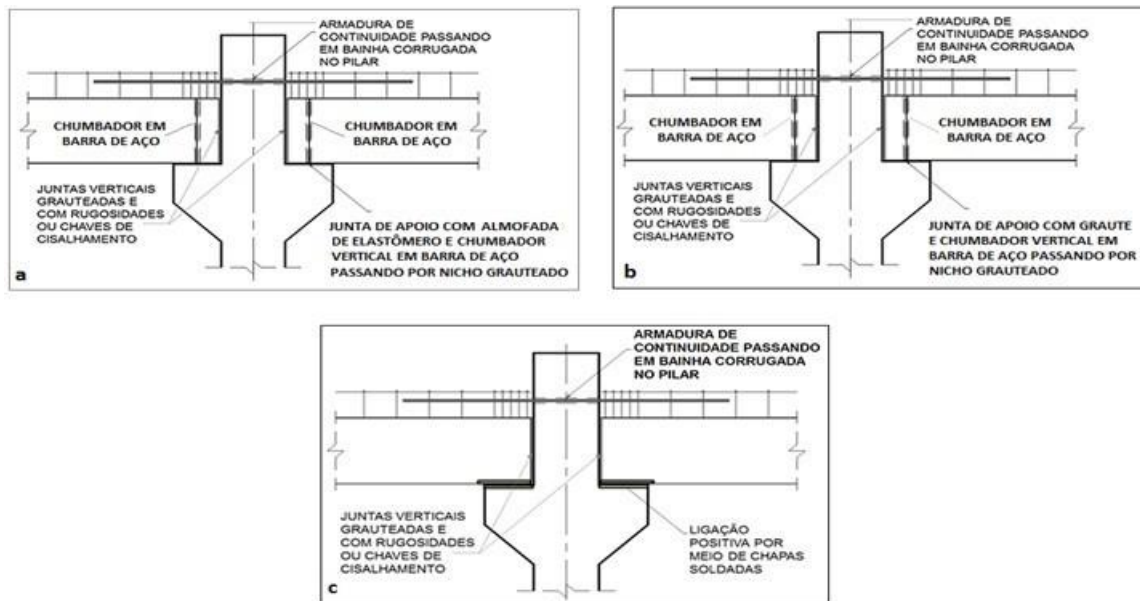 ARMADURA DE
CONTINUIDADE PASSANDO
EM BAINHA CORRUGADA
NO PILAR
CHUMBADOR EM
BARRA DE AÇO
CHUMBADOR EM
BARRA DE AÇO
JUNTAS VERTICAIS
GRAUTEADAS E
COM RUGOSIDADES
OU CHAVES DE
CISALHAMENTO
JUNTA DE APOIO COM ALMOFADA
DE ELASTÔMERO E CHUMBADOR
VERTICAL EM BARRA DE AÇO
PASSANDO POR NICHO GRAUTEADO
a
ARMADURA DE
CONTINUIDADE PASSANDO
EM BAINHA CORRUGADA
NO PILAR
CHUMBADOR EM
BARRA DE AÇO
CHUMBADOR EM
BARRA DE AÇO
JUNTAS VERTICAIS
GRAUTEADAS E
COM RUGOSIDADES
OU CHAVES DE
CISALHAMENTO
JUNTA DE APOIO COM GRAUTE
E CHUMBADOR VERTICAL EM
BARRA DE AÇO PASSANDO POR
NICHO GRAUTEADO
b
ARMADURA DE
CONTINUIDADE PASSANDO
EM BAINHA CORRUGADA
NO PILAR
JUNTAS VERTICAIS
GRAUTEADAS E
COM RUGOSIDADES
OU CHAVES DE
CISALHAMENTO
LIGAÇÃO
POSITIVA POR
MEIO DE CHAPAS
SOLDADAS
c